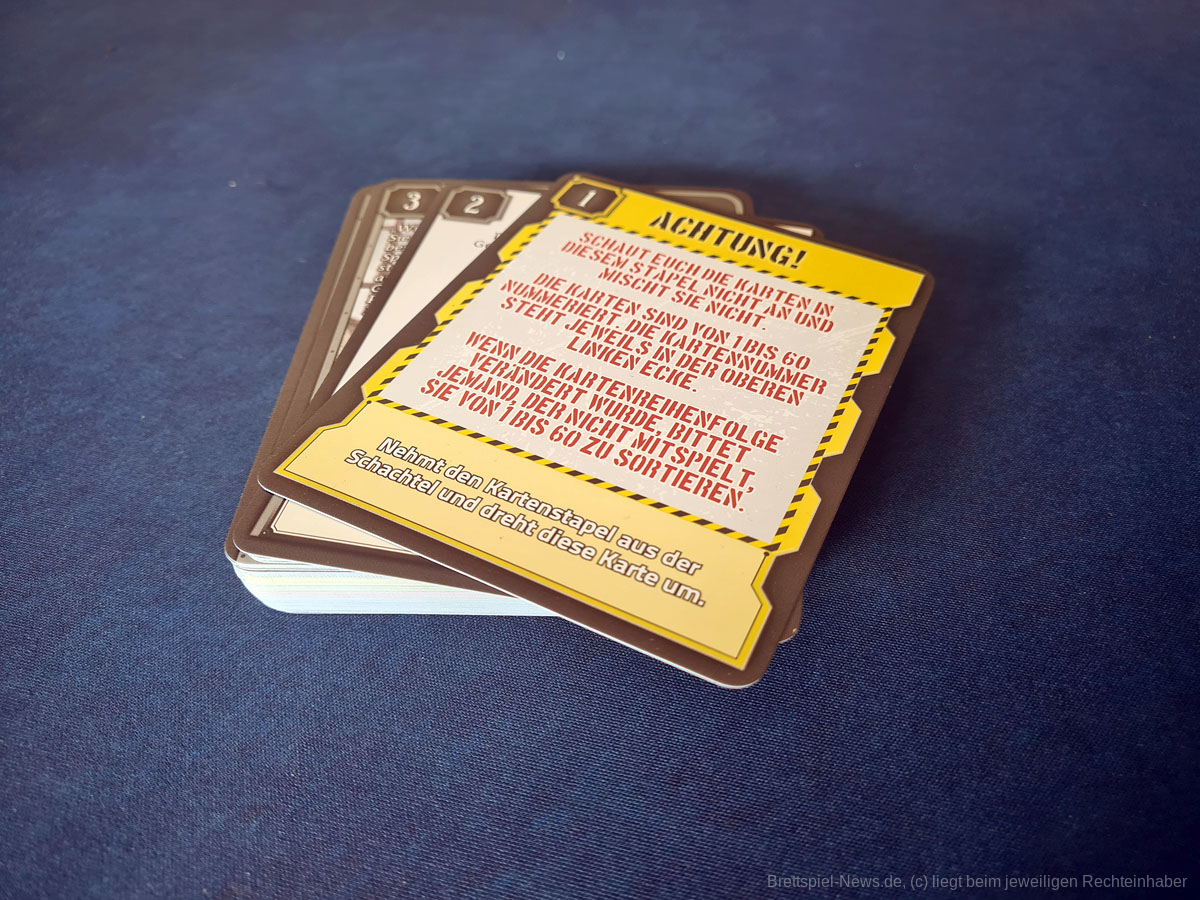 3
2
1
ACHTUNG!
SCHAUT EUCH DIE KARTEN IN
DIESEM STAPEL NICHT AN UND
MISCHT SIE NICHT.
DIE KARTEN SIND VON 1 BIS 60
NUMMERIERT. DIE KARTENNUMMER
STEHT JEWEILS IN DER OBEREN
LINKEN ECKE.
WENN DIE KARTENREIHENFOLGE
VERÄNDERT WURDE, BITTET
JEMAND, DER NICHT MITSPIELT,
SIE VON 1 BIS 60 ZU SORTIEREN.
Nehmt den Kartenstapel aus der
Schachtel und dreht diese Karte um.
Brettspiel-News.de, (c) liegt beim jeweiligen Rechteinhaber